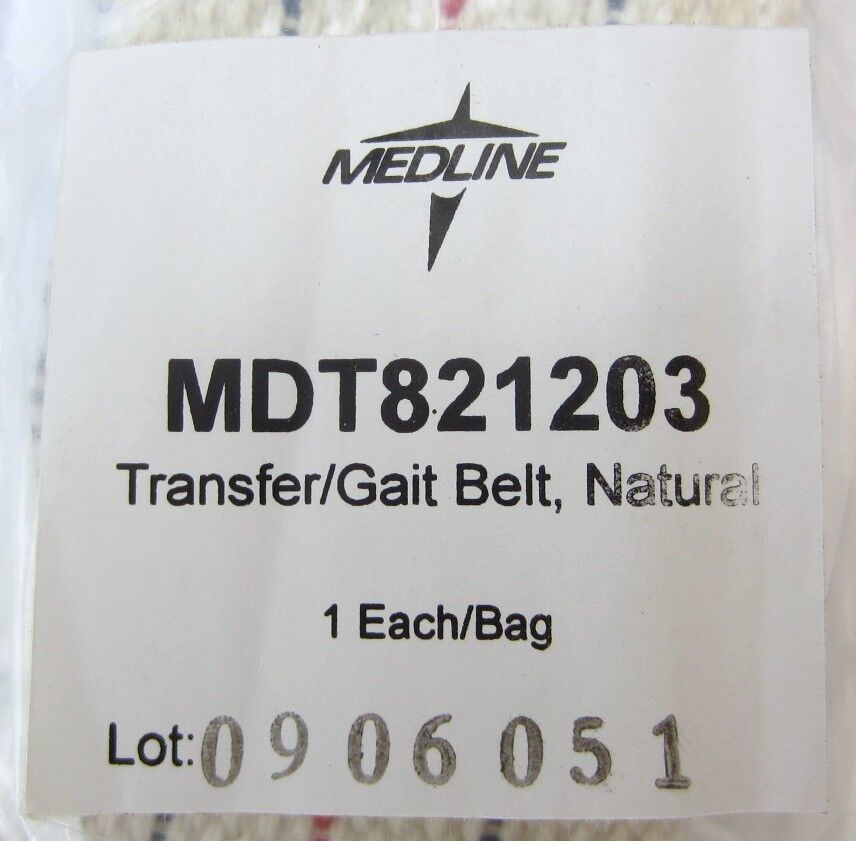 MEDLINE
MDT821203
Transfer/Gait Belt, Natural
1 Each/Bag
Lot: 0906051